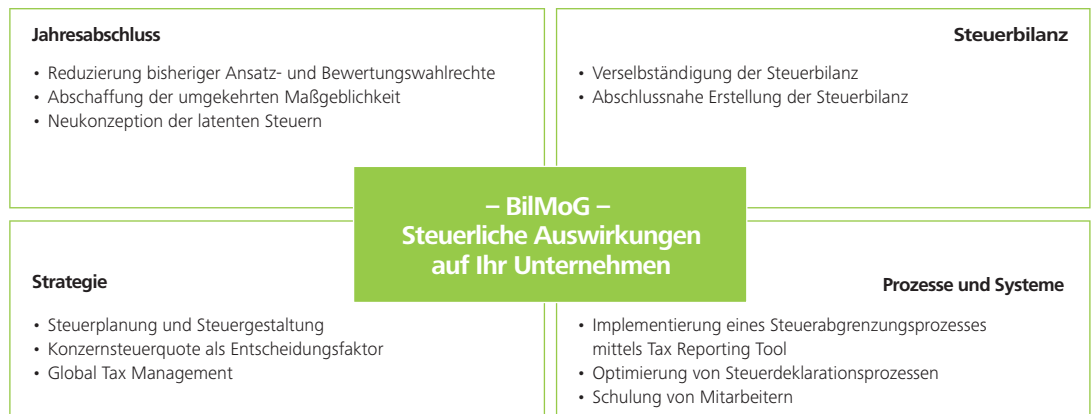 Jahresabschluss
• Reduzierung bisheriger Ansatz- und Bewertungswahlrechte
• Abschaffung der umgekehrten Maßgeblichkeit
• Neukonzeption der latenten Steuern
Steuerbilanz
• Verselbständigung der Steuerbilanz
• Abschlussnahe Erstellung der Steuerbilanz
– BilMoG –
Steuerliche Auswirkungen
auf Ihr Unternehmen
Strategie
• Steuerplanung und Steuergestaltung
• Konzernsteuerquote als Entscheidungsfaktor
• Global Tax Management
Prozesse und Systeme
• Implementierung eines Steuerabgrenzungsprozesses
mittels Tax Reporting Tool
• Optimierung von Steuerdeklarationsprozessen
• Schulung von Mitarbeitern